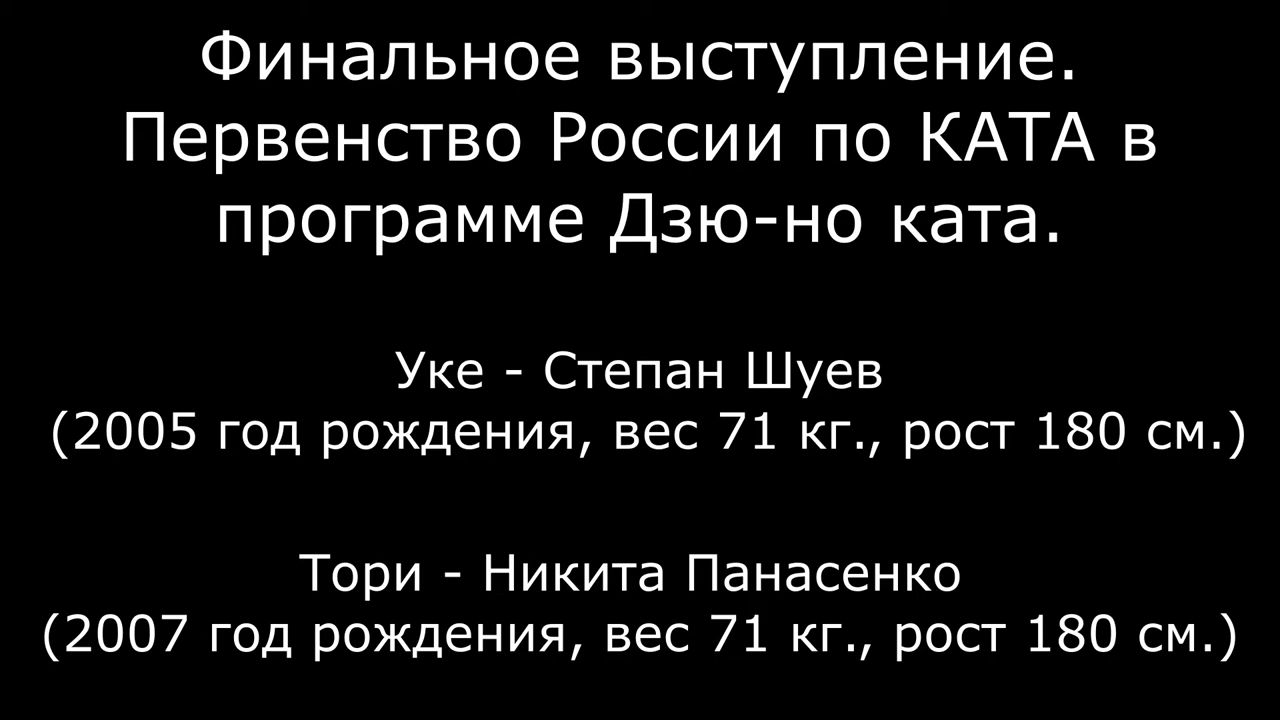 Финальное выступление.
Первенство России по КАТА в
программе Дзю-но ката.
Уке - Степан Шуев
(2005 год рождения, вес 71 кг., рост 180 см.)
Тори - Никита Панасенко
(2007 год рождения, вес 71 кг., рост 180 см.)